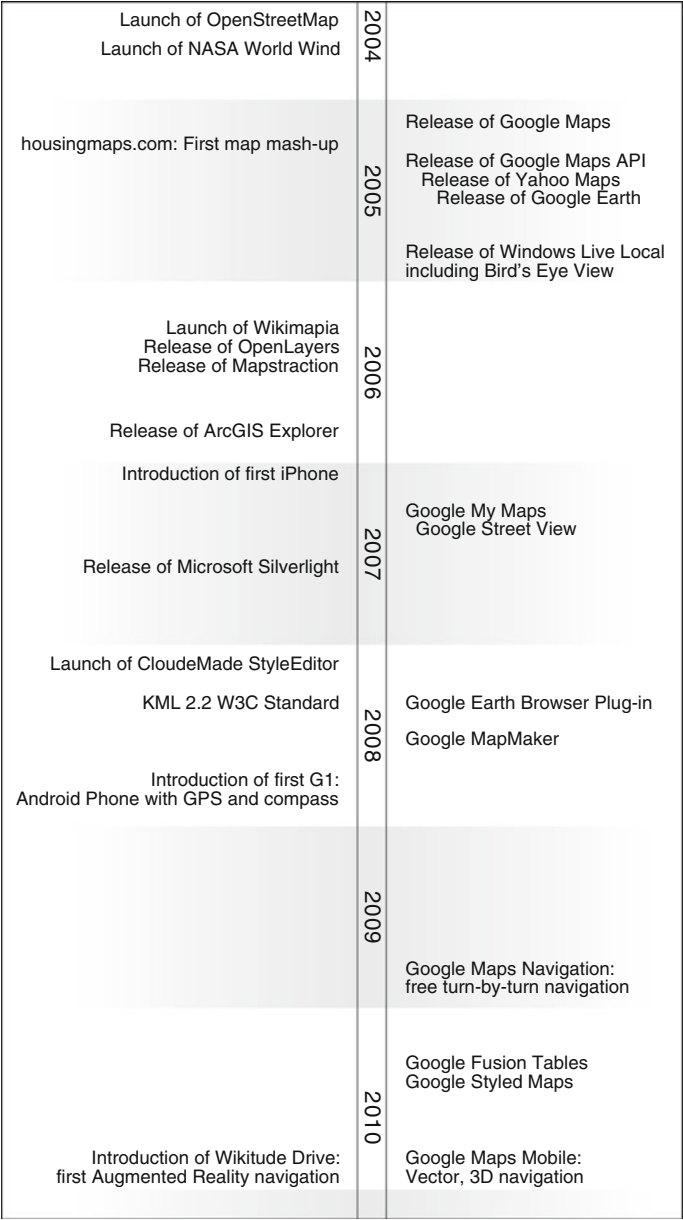 Launch of OpenStreetMap
Launch of NASA World Wind
2004
Release of Google Maps
housingmaps.com: First map mash-up
Release of Google Maps API
Release of Yahoo Maps
Release of Google Earth
2005
Release of Windows Live Local
including Bird's Eye View
Launch of Wikimapia
Release of OpenLayers
Release of Mapstraction
2006
Release of ArcGIS Explorer
Introduction of first iPhone
Google My Maps
Google Street View
2007
Release of Microsoft Silverlight
Launch of CloudeMade StyleEditor
KML 2.2 W3C Standard
Google Earth Browser Plug-in
2008
Google MapMaker
Introduction of first G1:
Android Phone with GPS and compass
2009
Google Maps Navigation:
free turn-by-turn navigation
Google Fusion Tables
Google Styled Maps
2010
Introduction of Wikitude Drive:
first Augmented Reality navigation
Google Maps Mobile:
Vector, 3D navigation